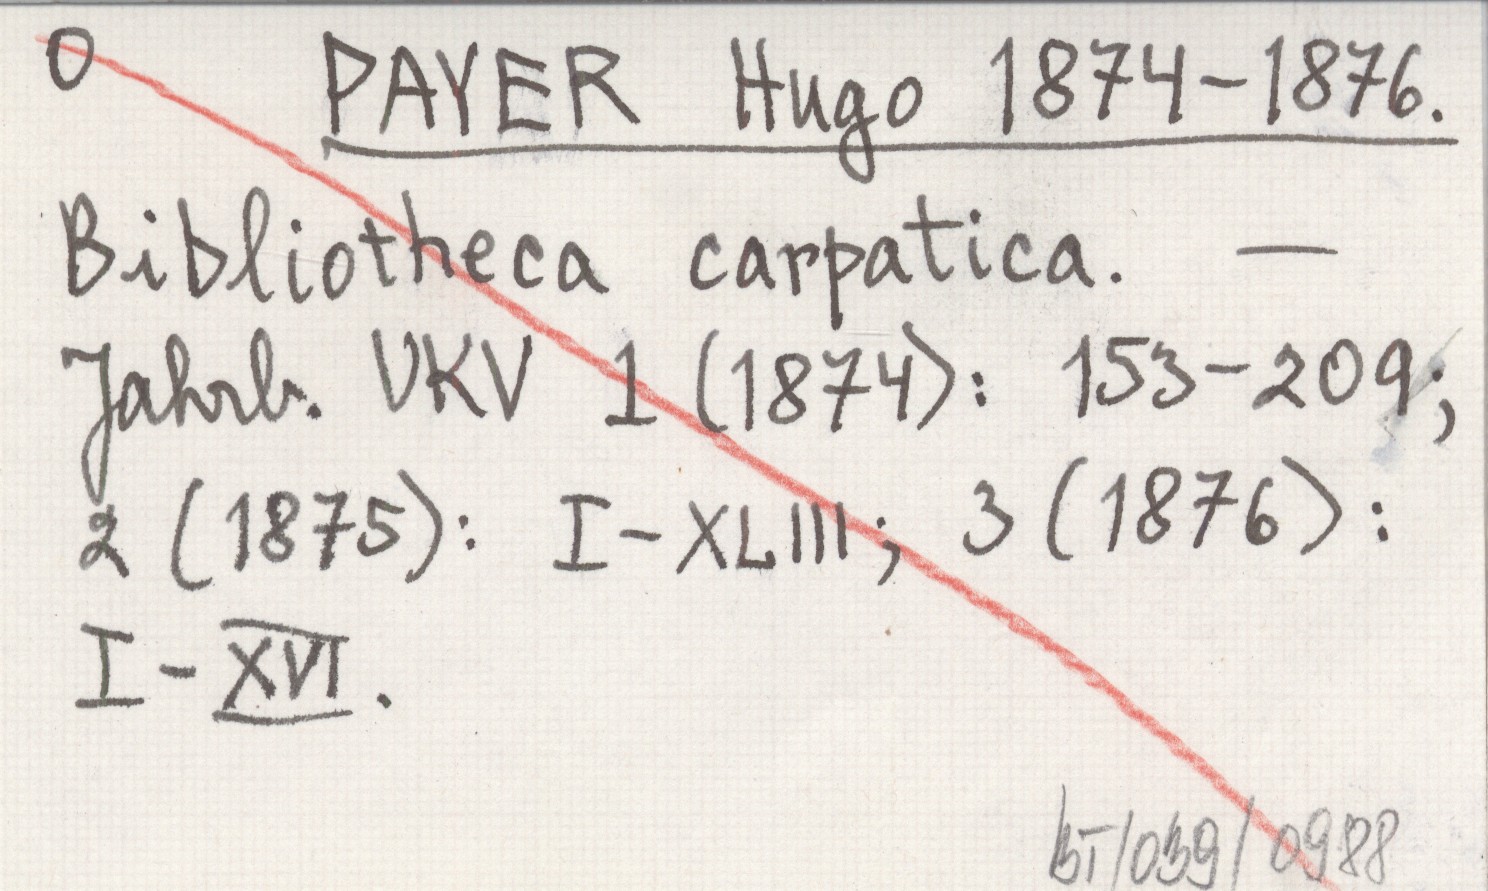 0 PAYER Hugo 1874-1876.
Bibliotheca carpatica. —
Jahrb. VKV 1 (1874): 153-209;
2 (1875): I-XLIII; 3 (1876):
I-XVI.
BT/039/0988